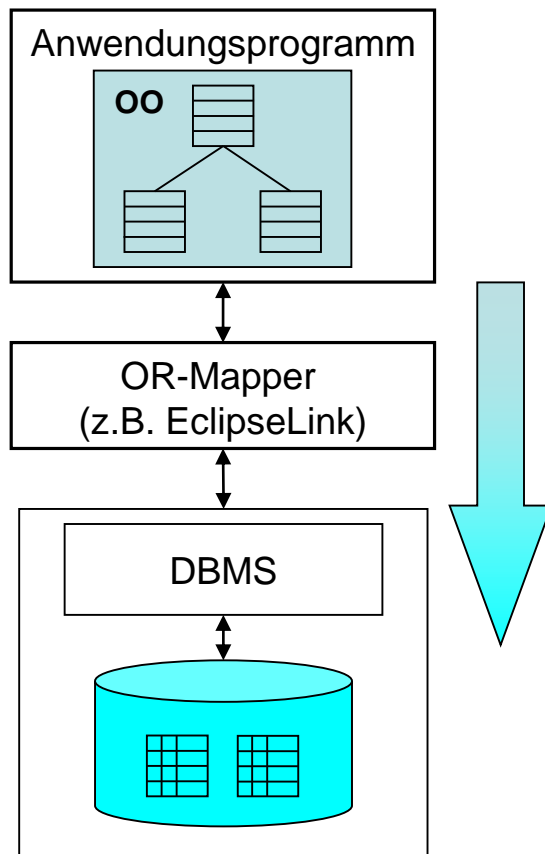 Anwendungsprogramm
OO
OR-Mapper
(z.B. EclipseLink)
DBMS